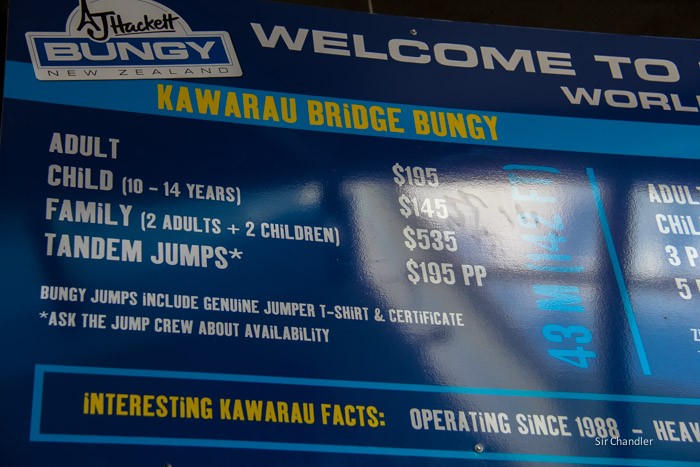 AJ Hackett
BUNGY
NEW ZEALAND
WELCOME TO
WORL
KAWARAU BRIDGE BUNGY
ADULT $195
CHILD (10 – 14 YEARS) $145
FAMILY (2 ADULTS + 2 CHILDREN) $535
TANDEM JUMPS* $195 PP
BUNGY JUMPS INCLUDE GENUINE JUMPER T-SHIRT & CERTIFICATE
*ASK THE JUMP CREW ABOUT AVAILABILITY
43 M (142 FT)
ADUL
CHIL
3 P
5
INTERESTING KAWARAU FACTS: OPERATING SINCE 1988 – HEAV
Sir Chandler